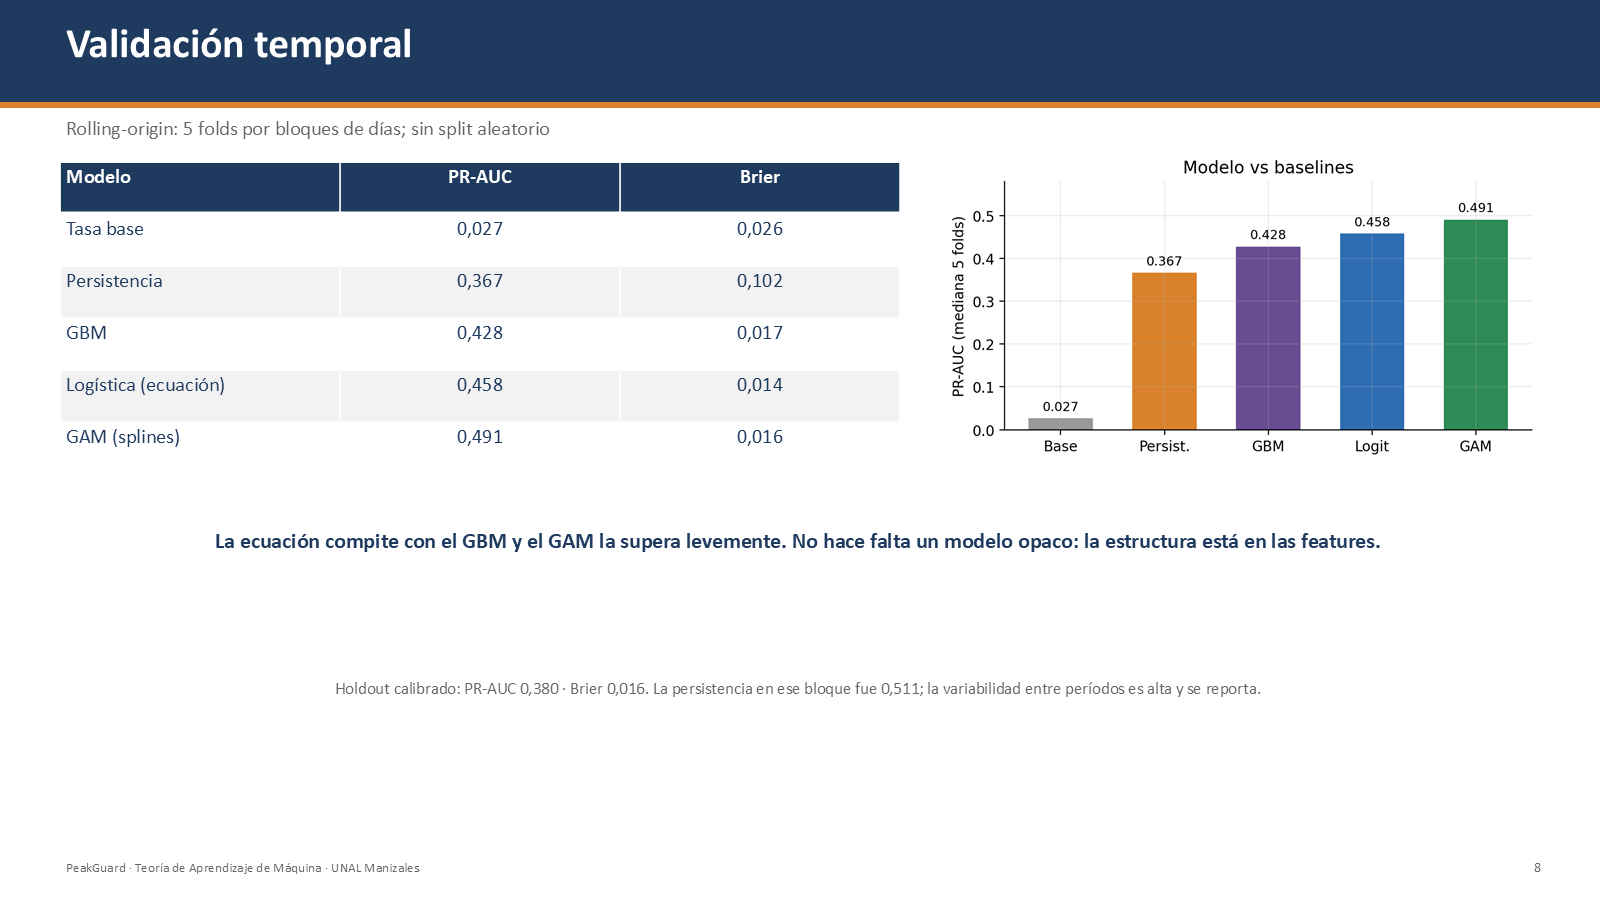 Validación temporal
Rolling-origin: 5 folds por bloques de días; sin split aleatorio
Modelo PR-AUC Brier
Tasa base 0,027 0,026
Persistencia 0,367 0,102
GBM 0,428 0,017
Logística (ecuación) 0,458 0,014
GAM (splines) 0,491 0,016
Modelo vs baselines
PR-AUC (mediana 5 folds)
0.5
0.4
0.3
0.2
0.1
0.0
0.027
0.367
0.428
0.458
0.491
Base Persist. GBM Logit GAM
La ecuación compite con el GBM y el GAM la supera levemente. No hace falta un modelo opaco: la estructura está en las features.
Holdout calibrado: PR-AUC 0,380 · Brier 0,016. La persistencia en ese bloque fue 0,511; la variabilidad entre períodos es alta y se reporta.
PeakGuard · Teoría de Aprendizaje de Máquina · UNAL Manizales
8